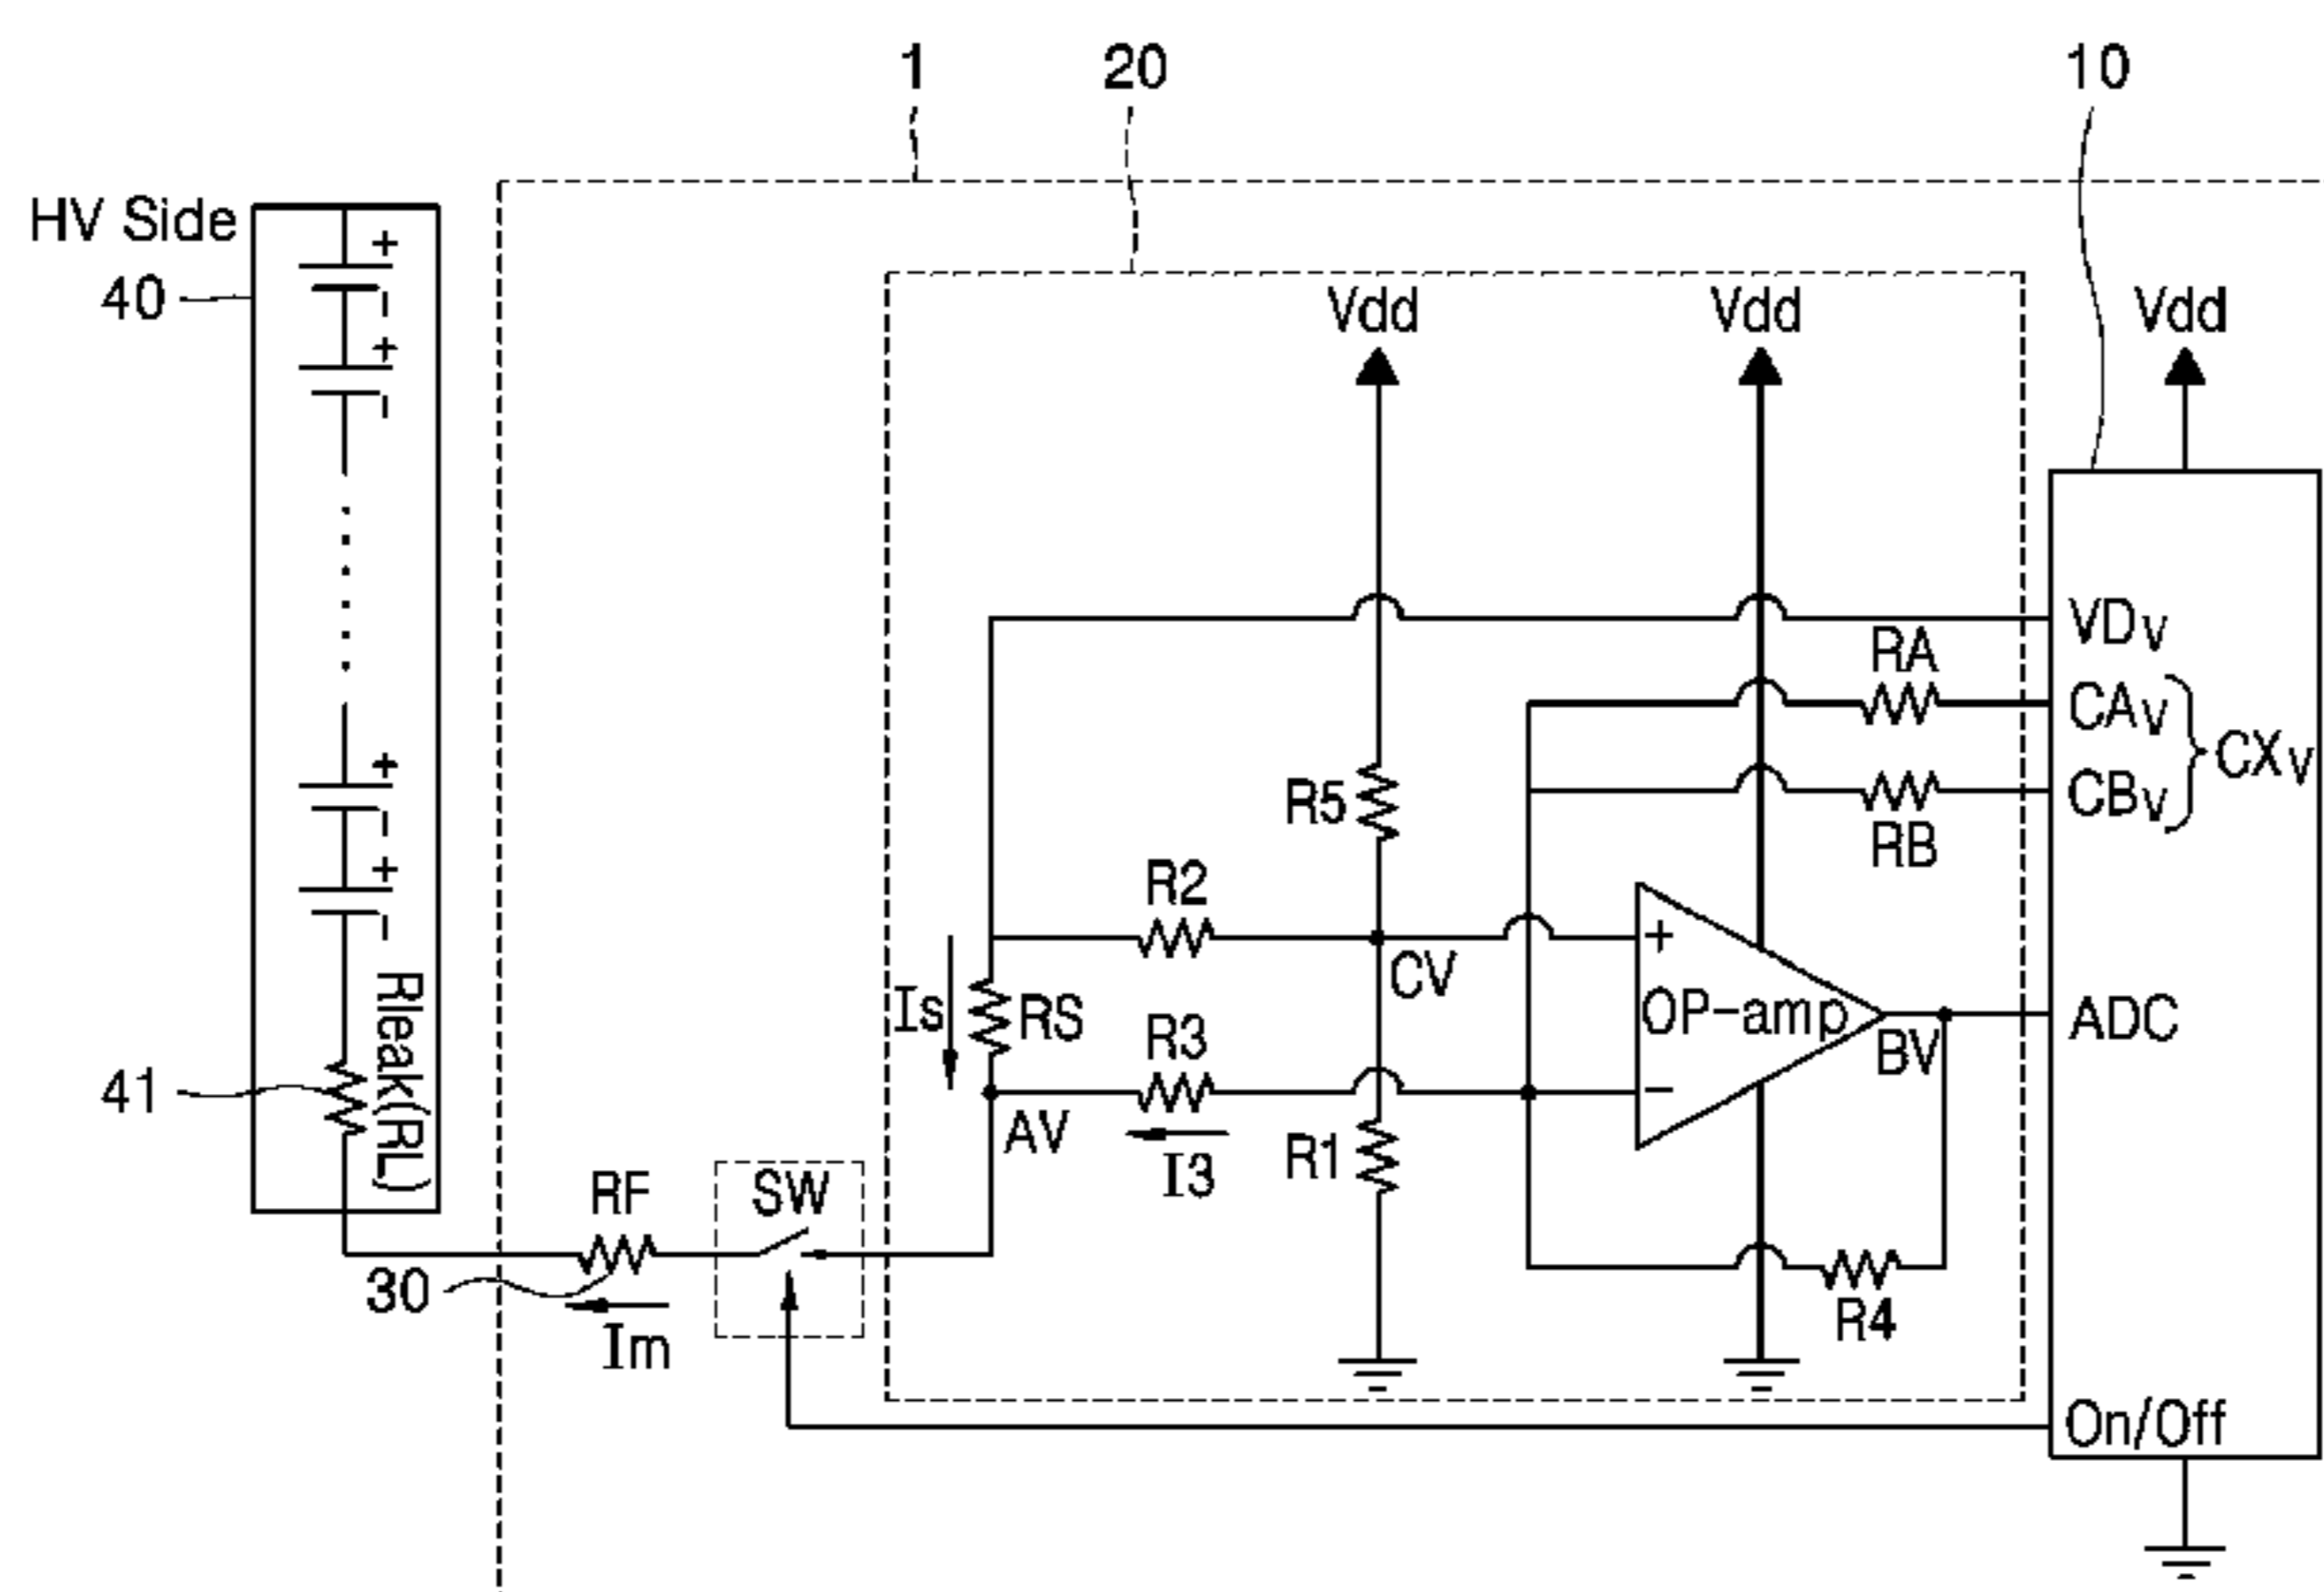 1
20
10
HV Side
40
+
-
+
-
+
-
+
-
Rleak(RL)
41
Vdd
Vdd
Vdd
VDV
RA
CAV
CXV
CBV
RB
R5
R2
CV
Is
RS
R3
AV
I3
R1
+
OP-amp
-
BV
ADC
RF
SW
30
Im
R4
On/Off